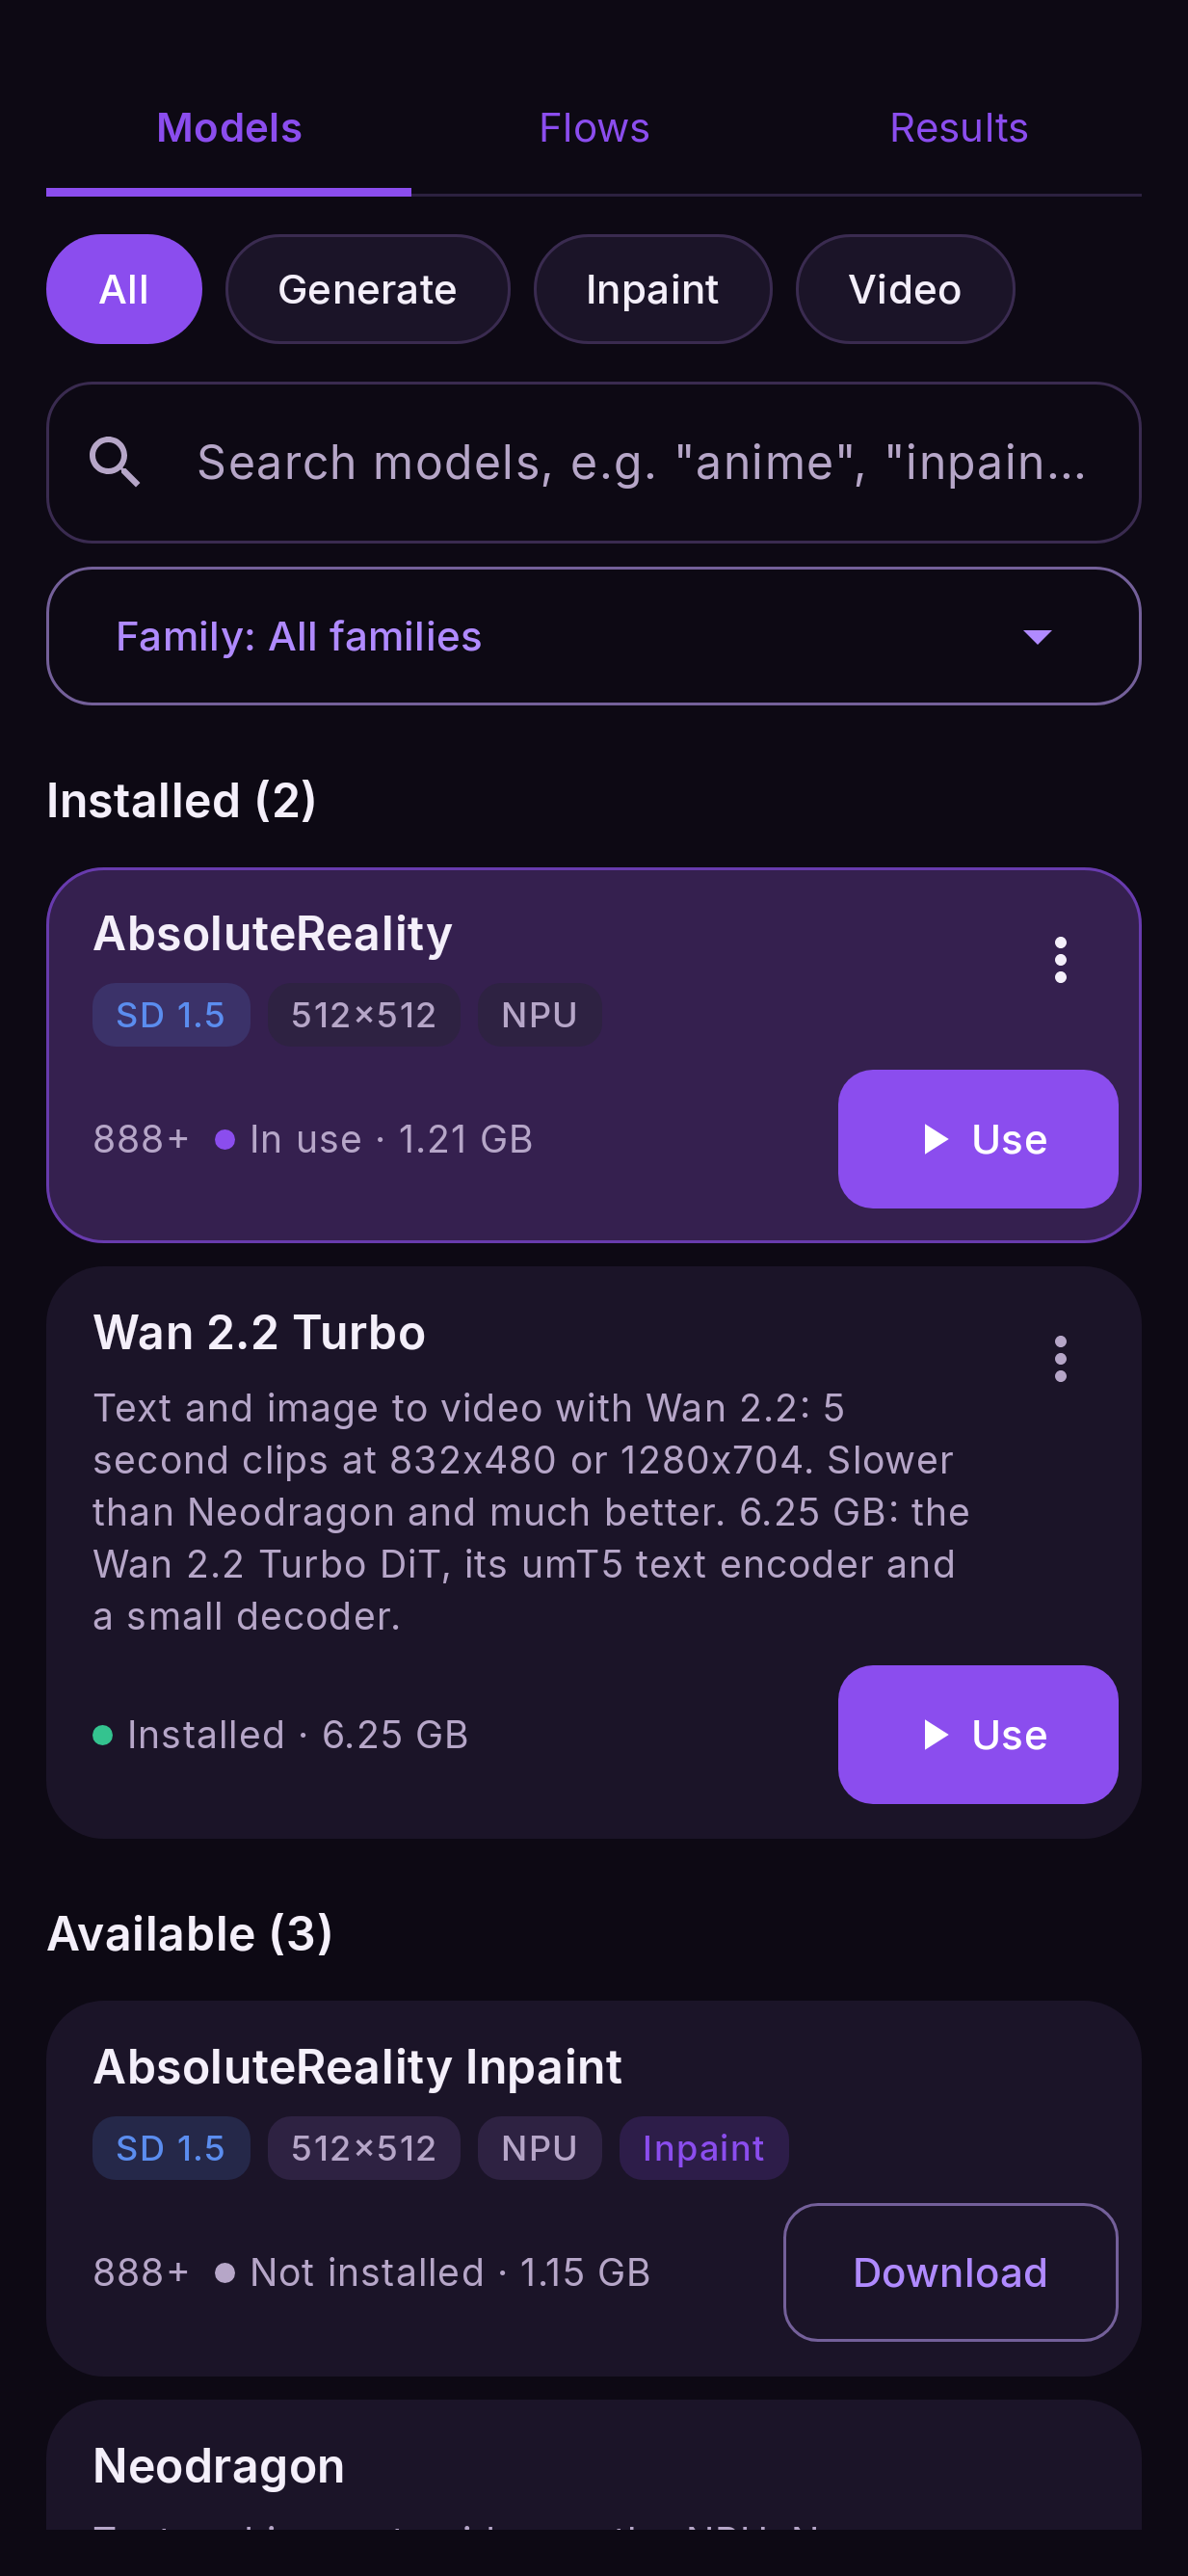 Models
Flows
Results
All
Generate
Inpaint
Video
Search models, e.g. "anime", "inpain...
Family: All families
Installed (2)
AbsoluteReality
SD 1.5
512×512
NPU
888+ In use · 1.21 GB
Use
Wan 2.2 Turbo
Text and image to video with Wan 2.2: 5
second clips at 832x480 or 1280x704. Slower
than Neodragon and much better. 6.25 GB: the
Wan 2.2 Turbo DiT, its umT5 text encoder and
a small decoder.
Installed · 6.25 GB
Use
Available (3)
AbsoluteReality Inpaint
SD 1.5
512×512
NPU
Inpaint
888+ Not installed · 1.15 GB
Download
Neodragon